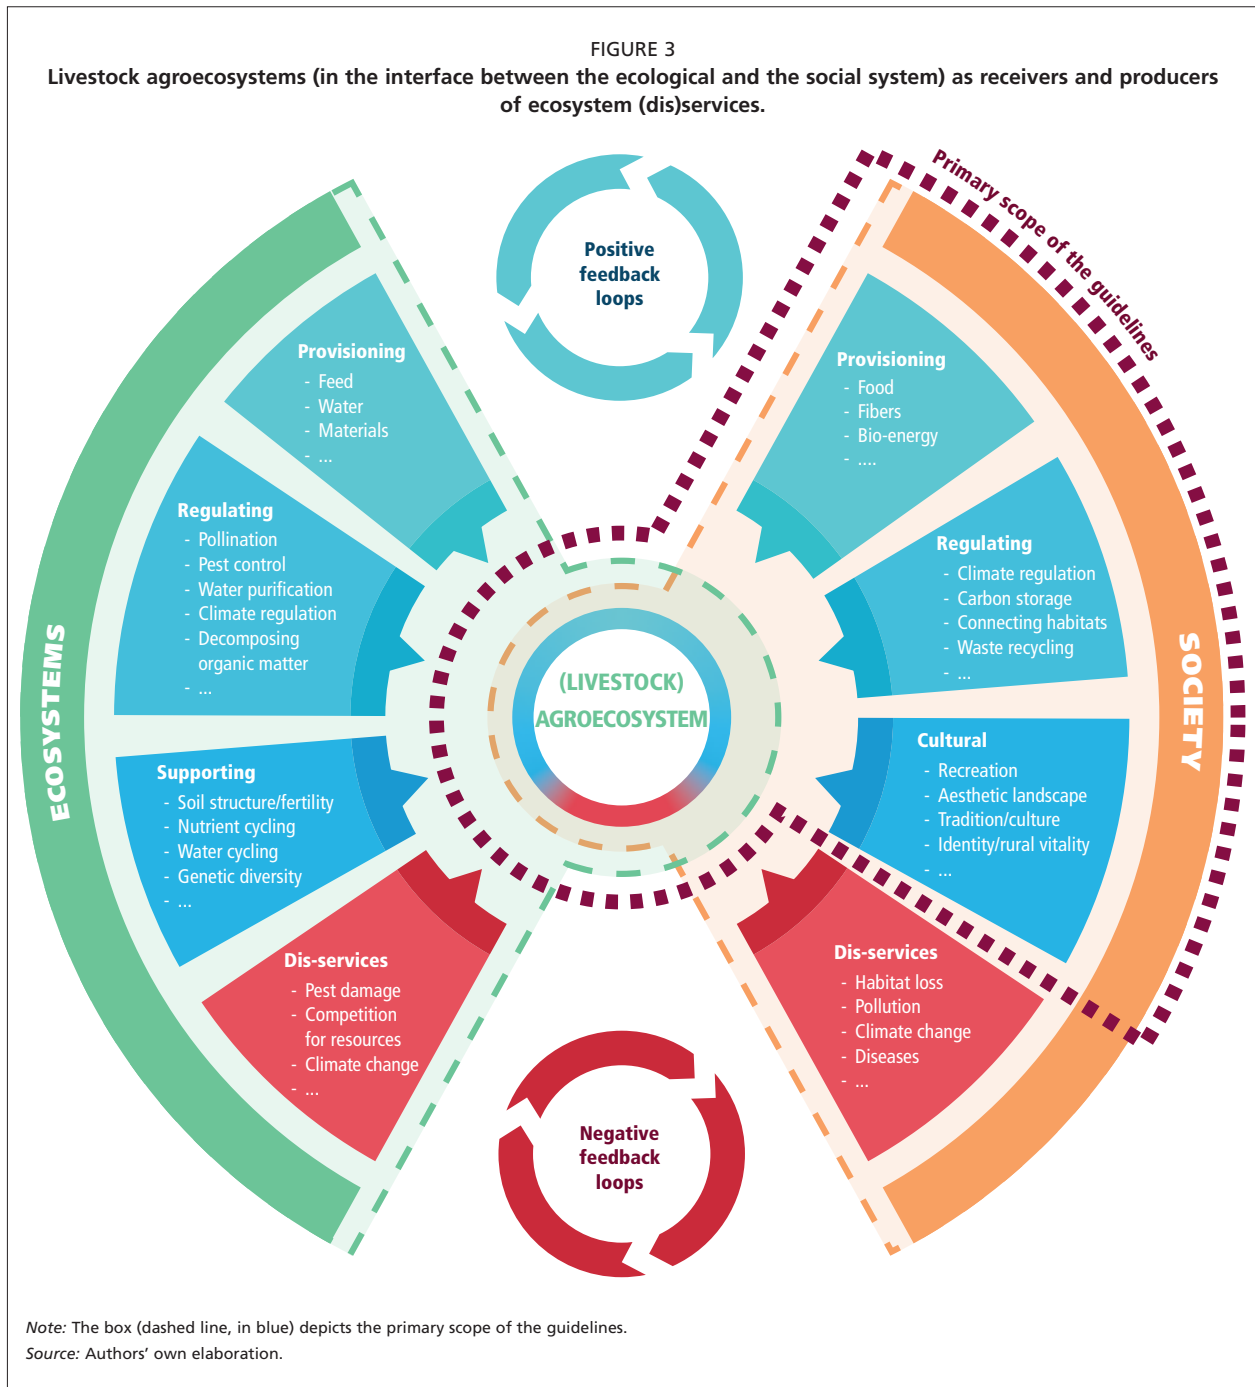 FIGURE 3
Livestock agroecosystems (in the interface between the ecological and the social system) as receivers and producers
of ecosystem (dis)services.
Positive
feedback
loops
Primary scope of the guidelines
ECOSYSTEMS
Provisioning
- Feed
- Water
- Materials
- ...
Regulating
- Pollination
- Pest control
- Water purification
- Climate regulation
- Decomposing
organic matter
- ...
Supporting
- Soil structure/fertility
- Nutrient cycling
- Water cycling
- Genetic diversity
- ...
Dis-services
- Pest damage
- Competition
for resources
- Climate change
- ...
(LIVESTOCK)
AGROECOSYSTEM
Provisioning
- Food
- Fibers
- Bio-energy
- ....
Regulating
- Climate regulation
- Carbon storage
- Connecting habitats
- Waste recycling
- ...
Cultural
- Recreation
- Aesthetic landscape
- Tradition/culture
- Identity/rural vitality
- ...
Dis-services
- Habitat loss
- Pollution
- Climate change
- Diseases
- ...
SOCIETY
Negative
feedback
loops
Note: The box (dashed line, in blue) depicts the primary scope of the guidelines.
Source: Authors' own elaboration.